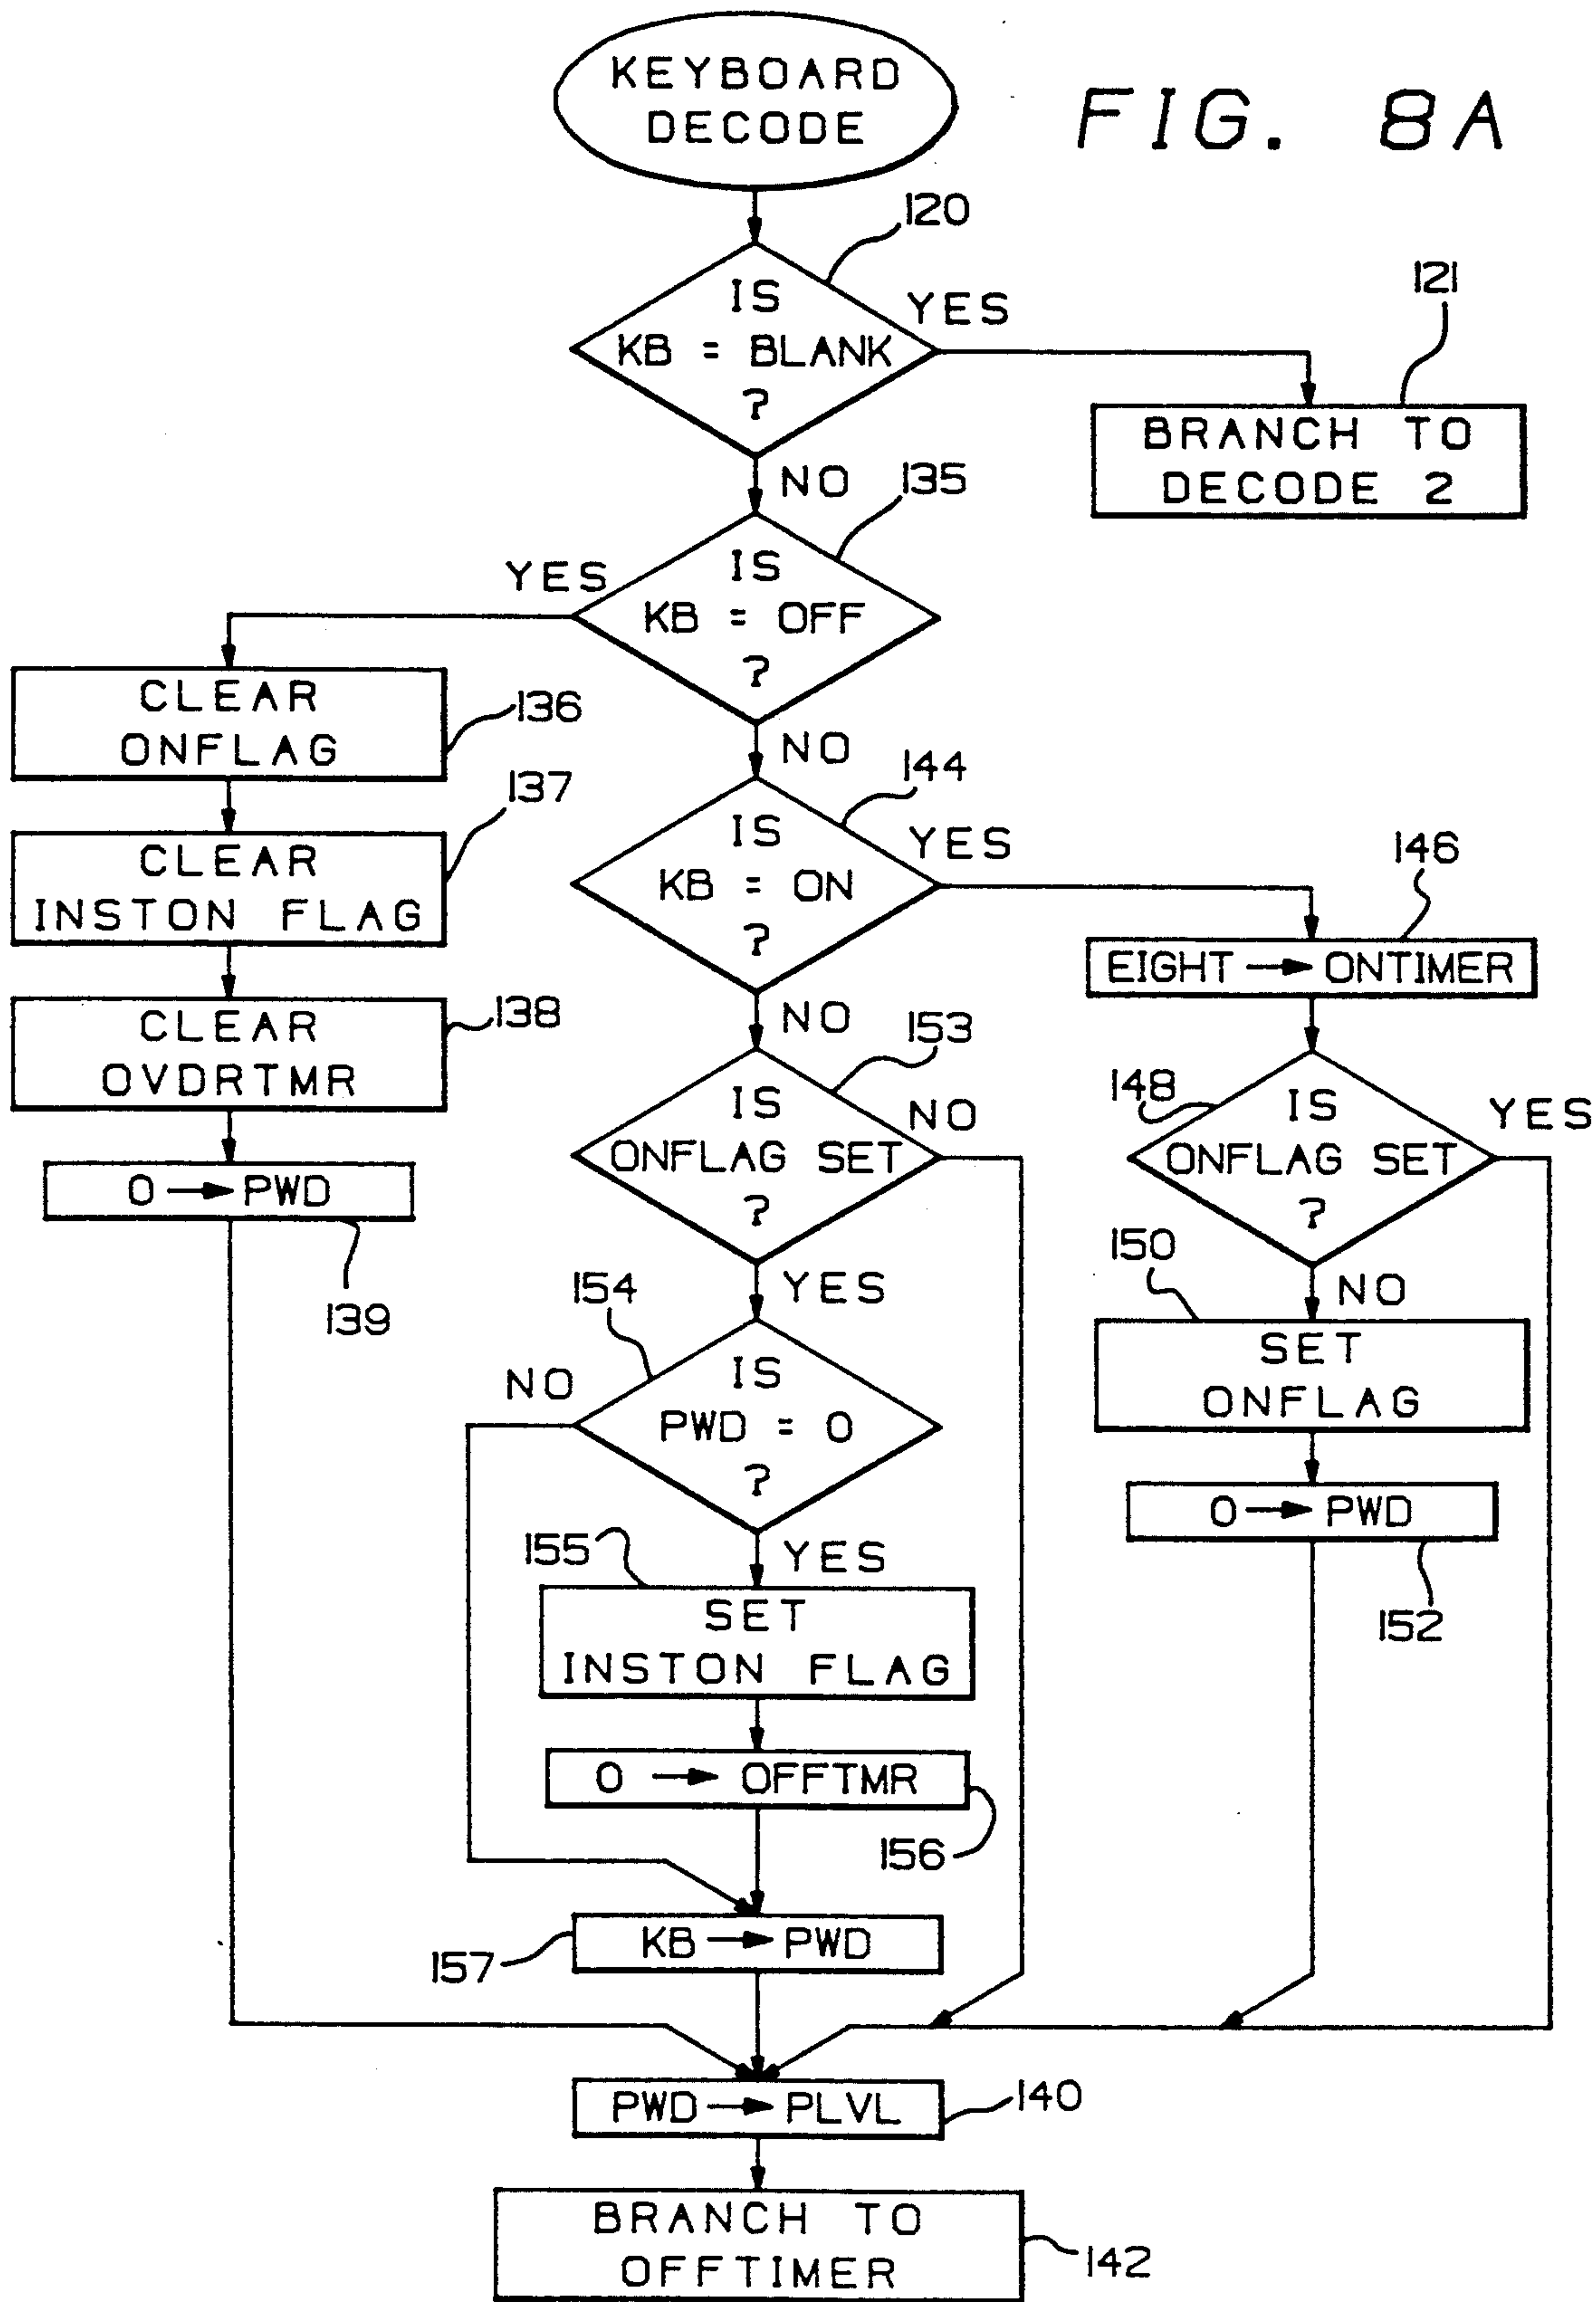 KEYBOARD
DECODE
FIG. 8A
120
IS
KB = BLANK
?
YES
121
BRANCH TO
DECODE 2
NO
135
IS
KB = OFF
?
YES
CLEAR
ONFLAG
136
NO
137
CLEAR
INSTON FLAG
144
IS
KB = ON
?
YES
146
EIGHT → ONTIMER
CLEAR
OVDRTMR
138
NO
153
IS
ONFLAG SET
?
NO
148
IS
ONFLAG SET
?
YES
0 → PWD
139
154
YES
150
NO
IS
PWD = 0
?
NO
SET
ONFLAG
0 → PWD
152
155
YES
SET
INSTON FLAG
0 → OFFTMR
156
KB → PWD
157
PWD → PLVL
140
BRANCH TO
OFFTIMER
142